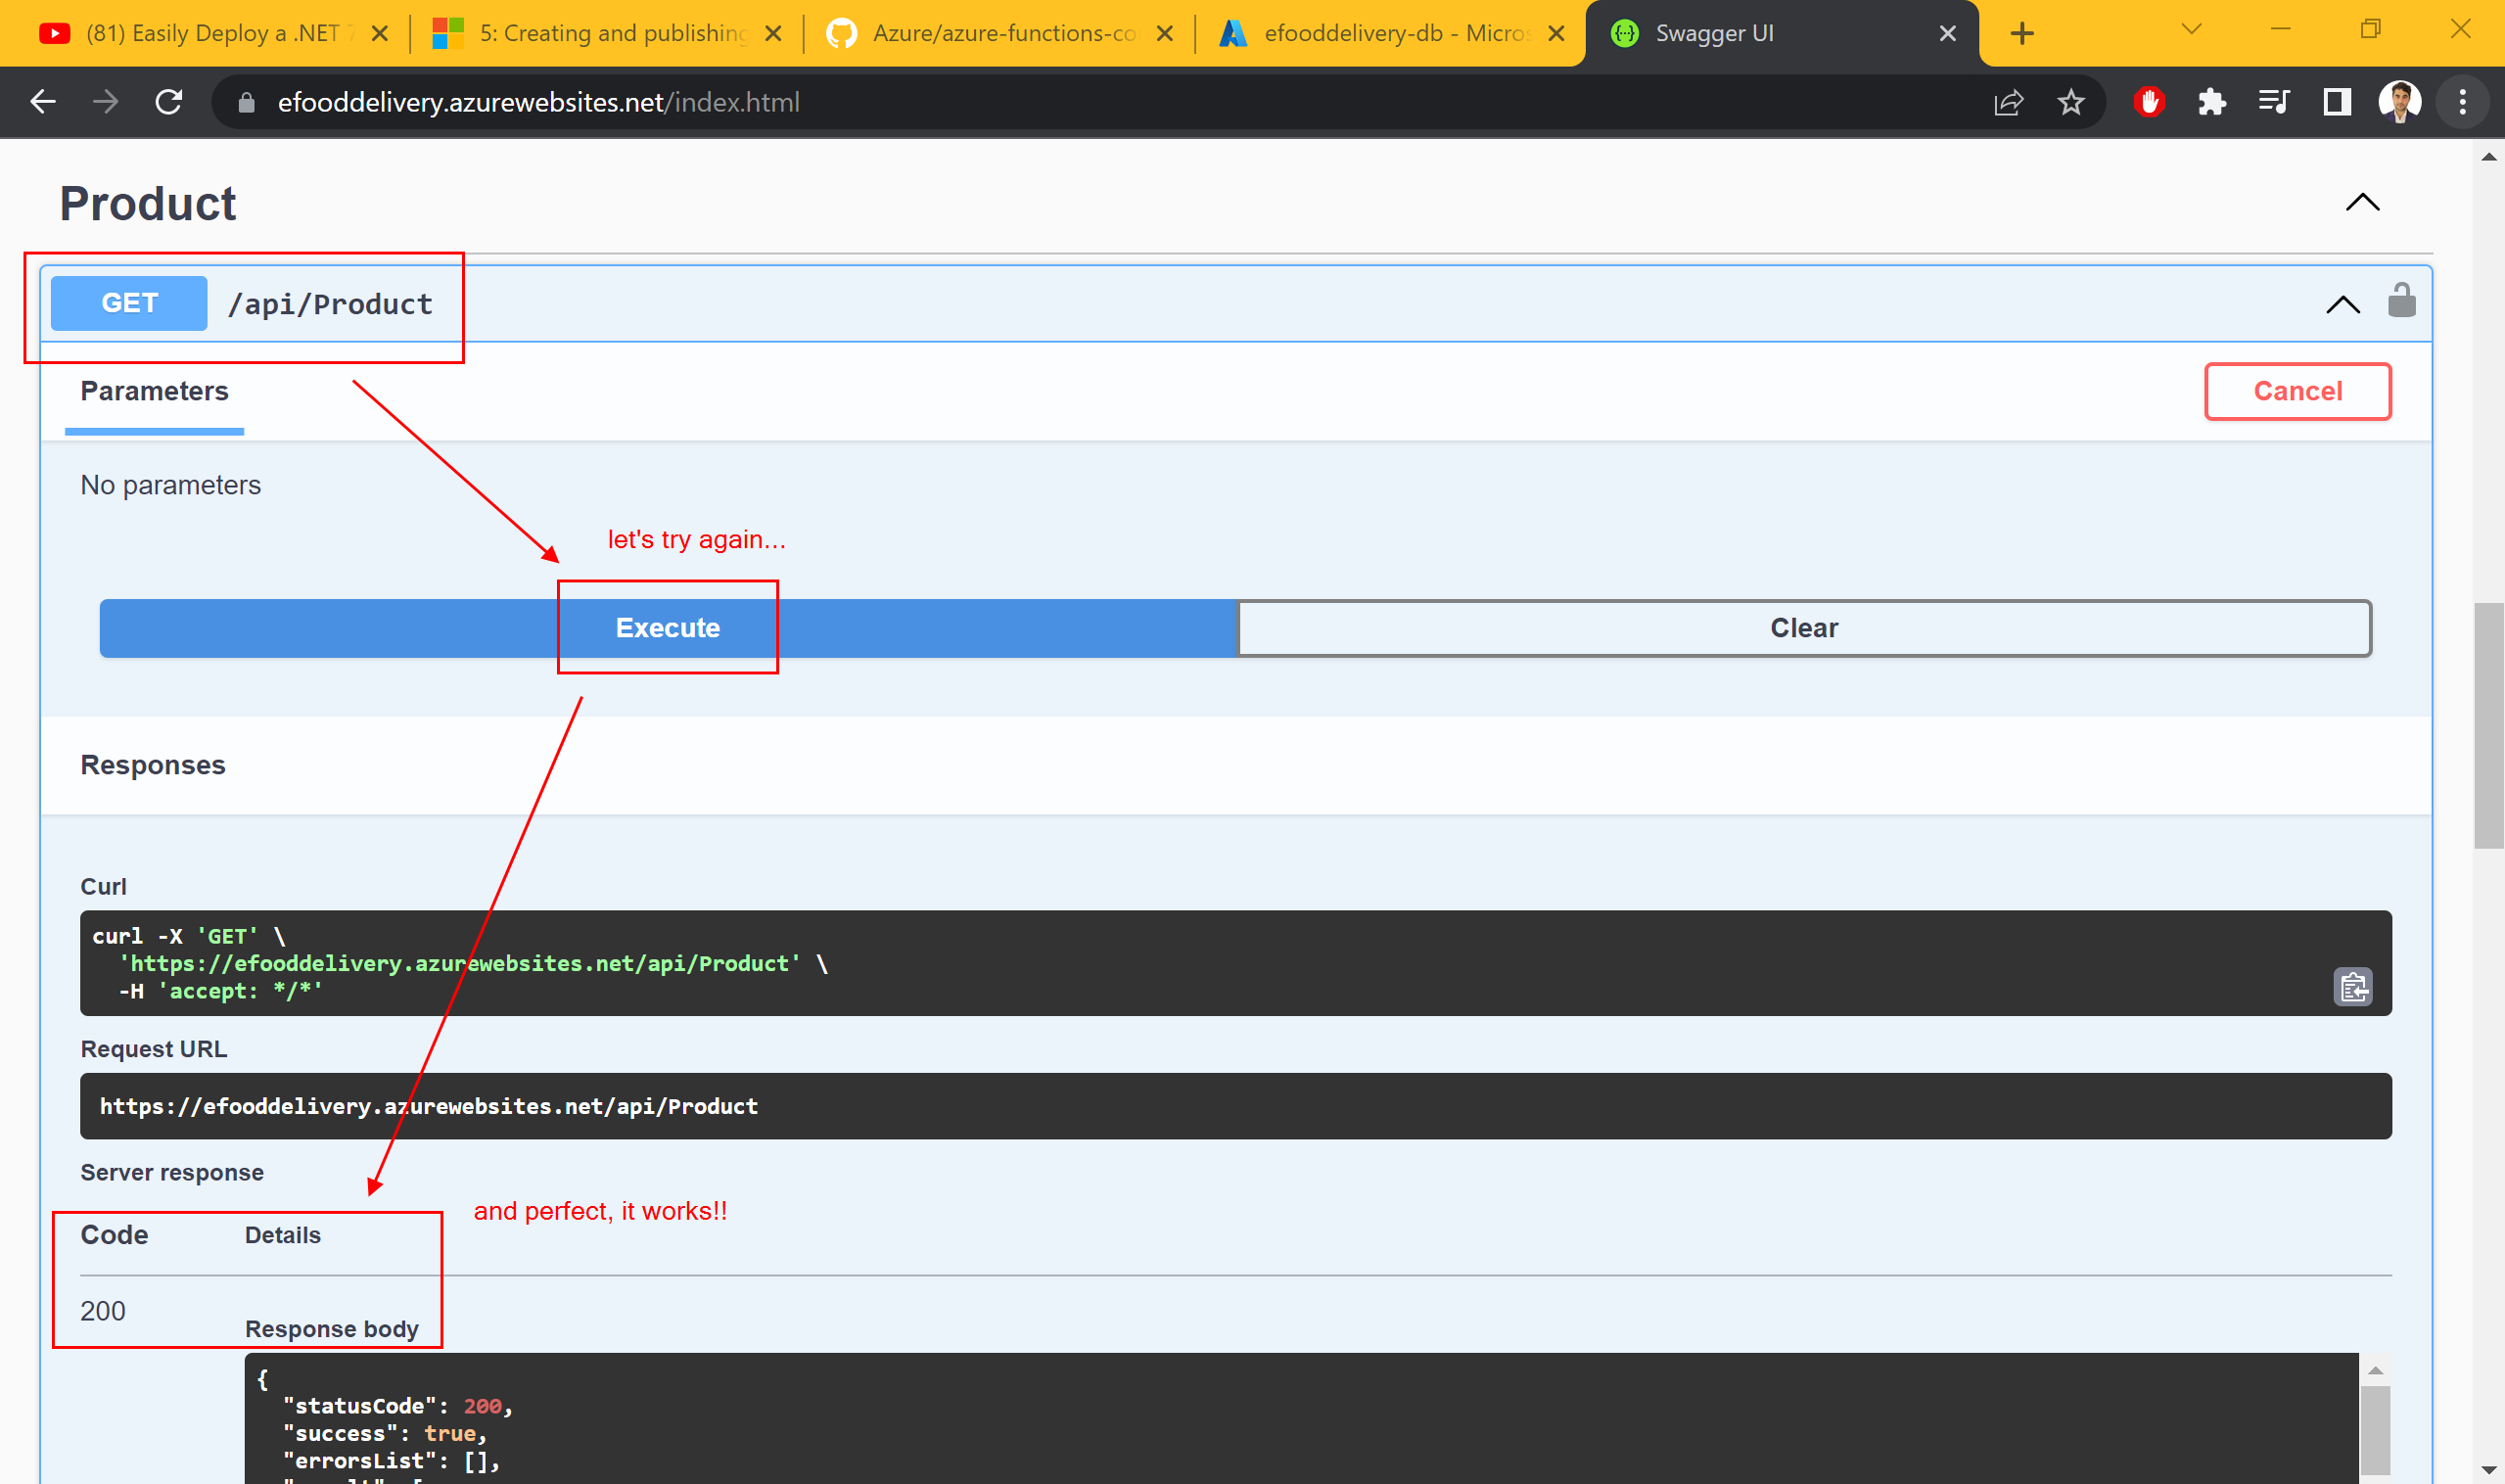 (81) Easily Deploy a .NET 7
5: Creating and publishing
Azure/azure-functions-co
efooddelivery-db - Micros
Swagger UI
efooddelivery.azurewebsites.net/index.html
Product
GET /api/Product
Parameters
Cancel
No parameters
let's try again...
Execute
Clear
Responses
Curl
curl -X 'GET' \
'https://efooddelivery.azurewebsites.net/api/Product' \
-H 'accept: */*'
Request URL
https://efooddelivery.azurewebsites.net/api/Product
Server response
and perfect, it works!!
Code Details
200
Response body
{
"statusCode": 200,
"success": true,
"errorsList": [],